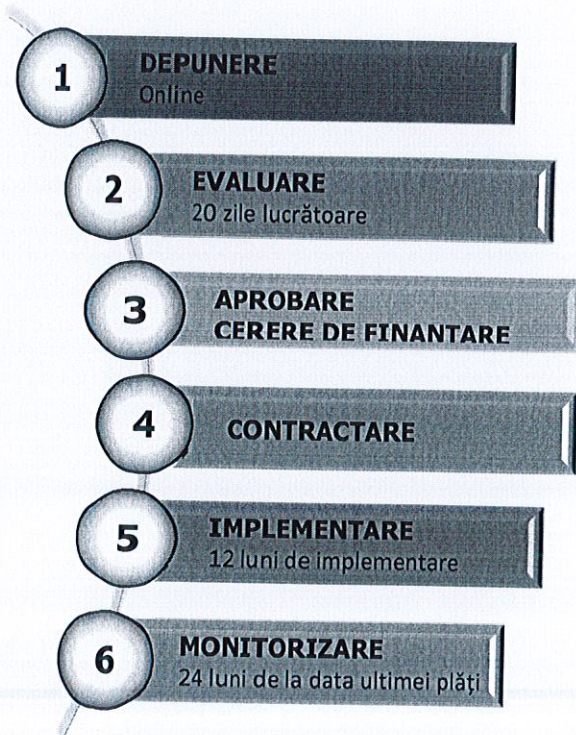 1
DEPUNERE
Online
2
EVALUARE
20 zile lucrătoare
3
APROBARE
CERERE DE FINANTARE
4
CONTRACTARE
5
IMPLEMENTARE
12 luni de implementare
6
MONITORIZARE
24 luni de la data ultimei plăți